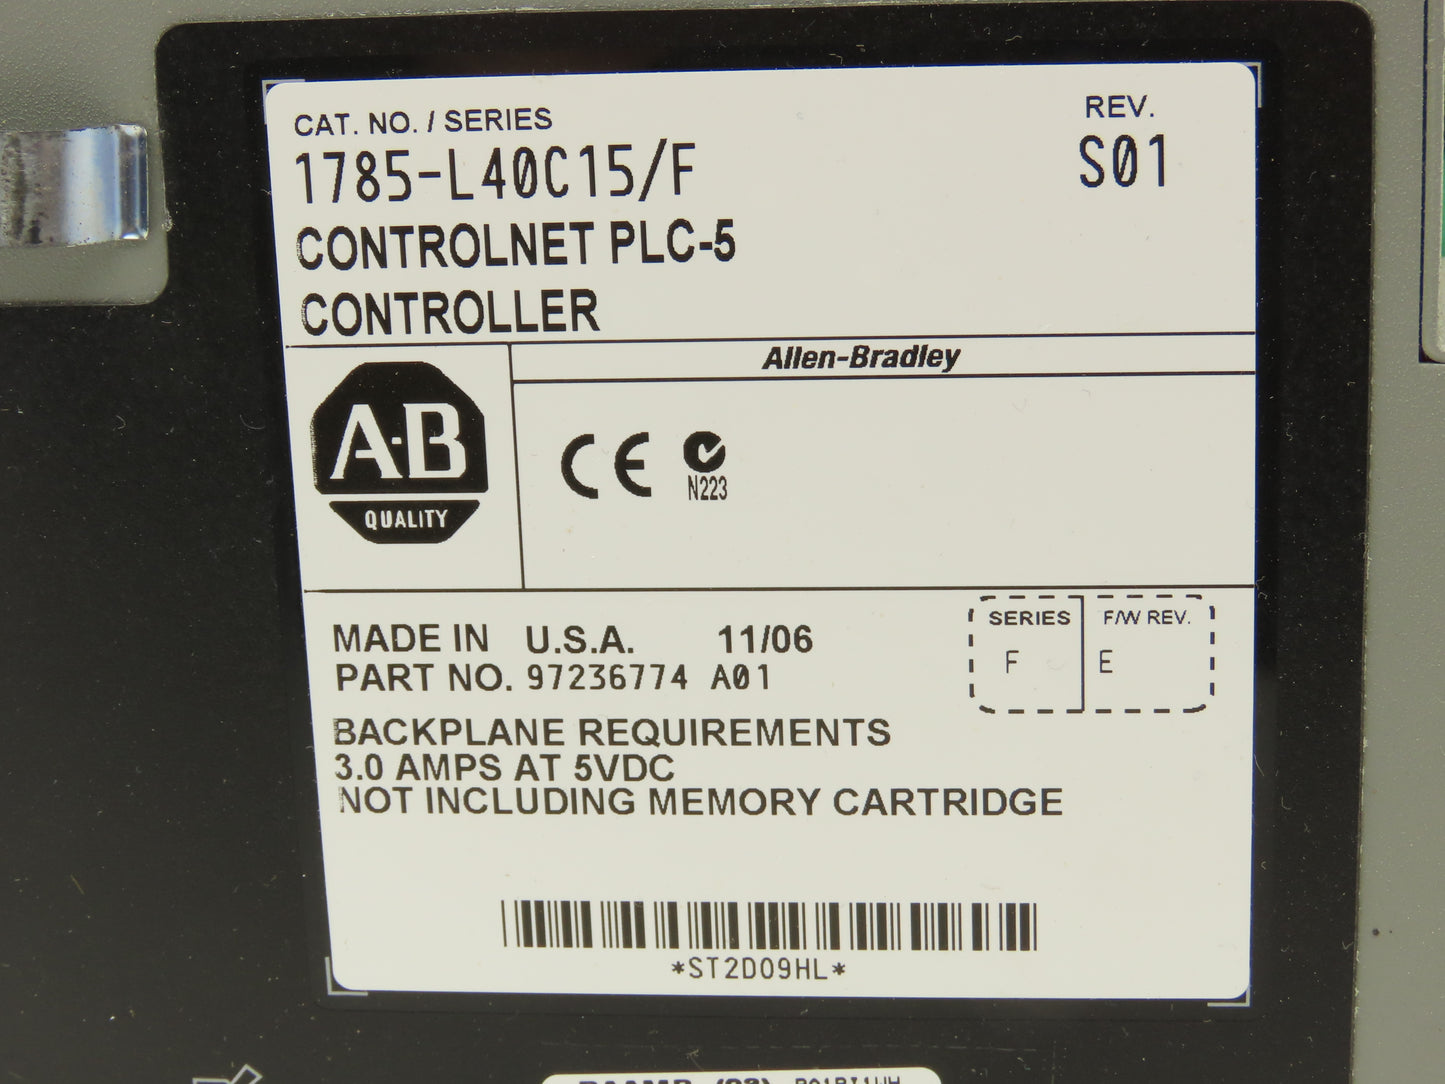 CAT. NO. / SERIES
REV.
1785-L40C15/F
S01
CONTROLNET PLC-5
CONTROLLER
Allen-Bradley
A-B
QUALITY
CE
N223
MADE IN U.S.A. 11/06
PART NO. 97236774 A01
SERIES F/W REV.
F E
BACKPLANE REQUIREMENTS
3.0 AMPS AT 5VDC
NOT INCLUDING MEMORY CARTRIDGE
*ST2D09HL*